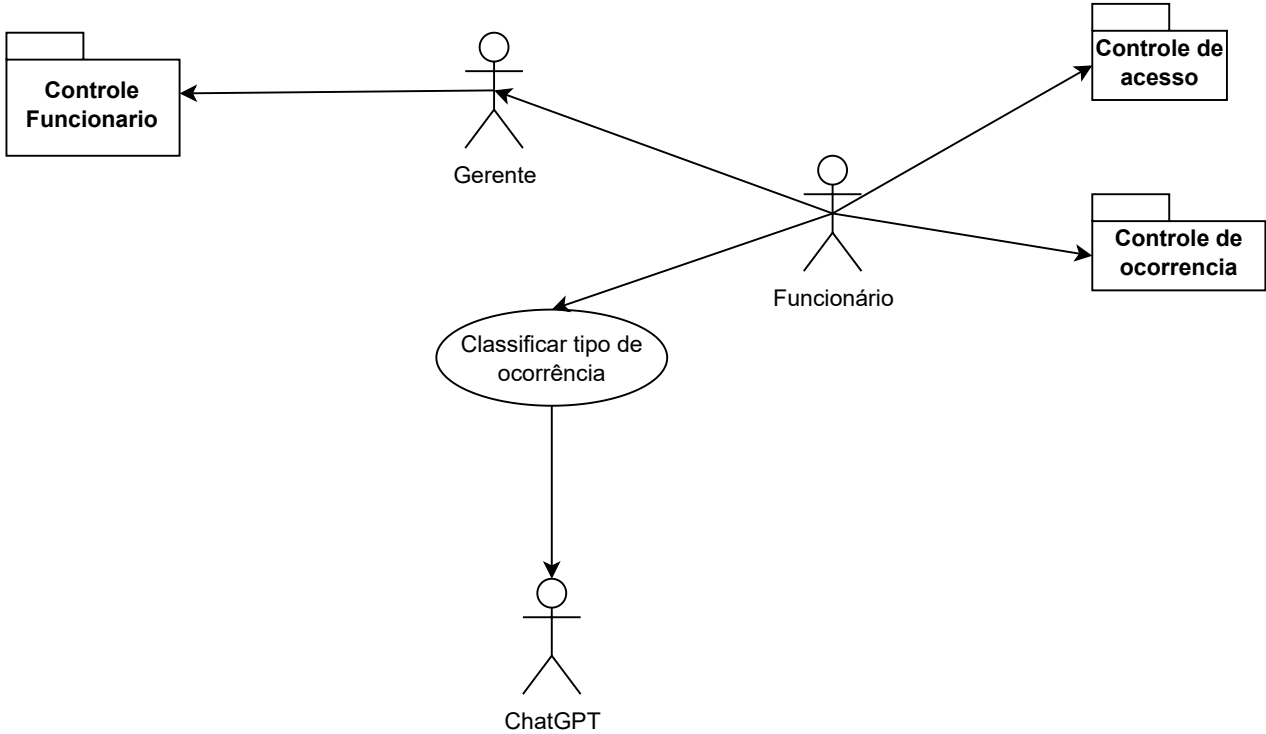 Controle de
acesso
Controle
Funcionario
Gerente
Controle de
ocorrencia
Funcionário
Classificar tipo de
ocorrência
ChatGPT